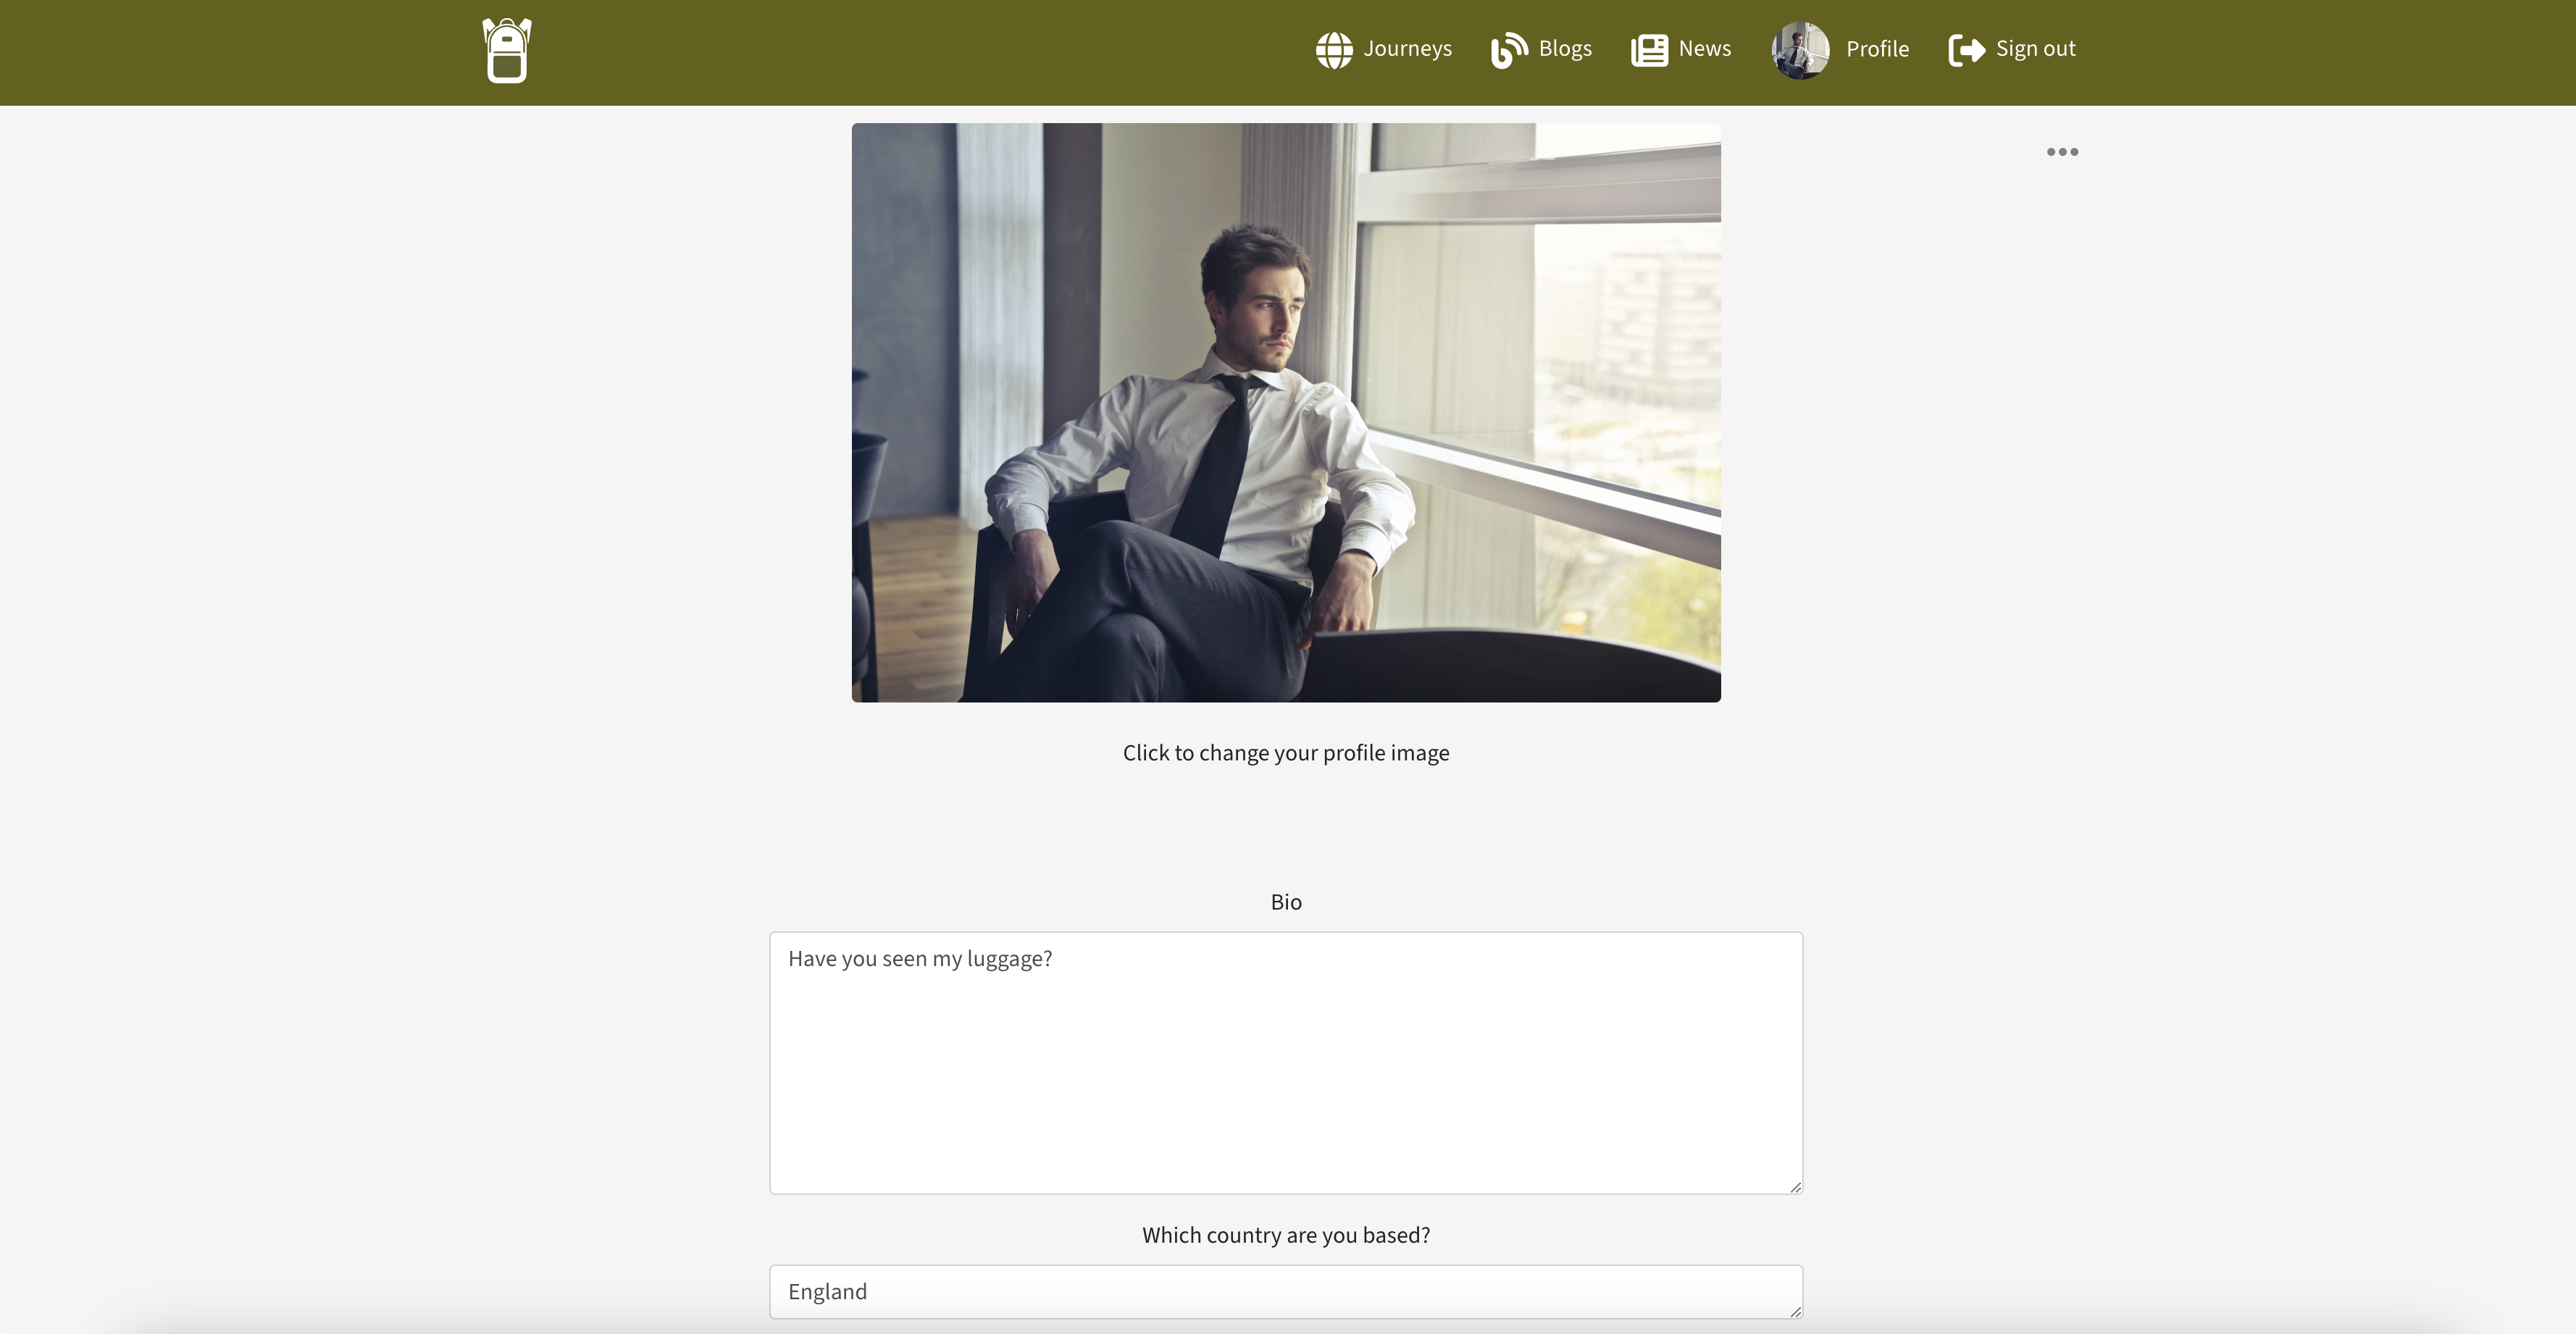 Journeys Blogs News Profile Sign out
Click to change your profile image
Bio
Have you seen my luggage?
Which country are you based?
England